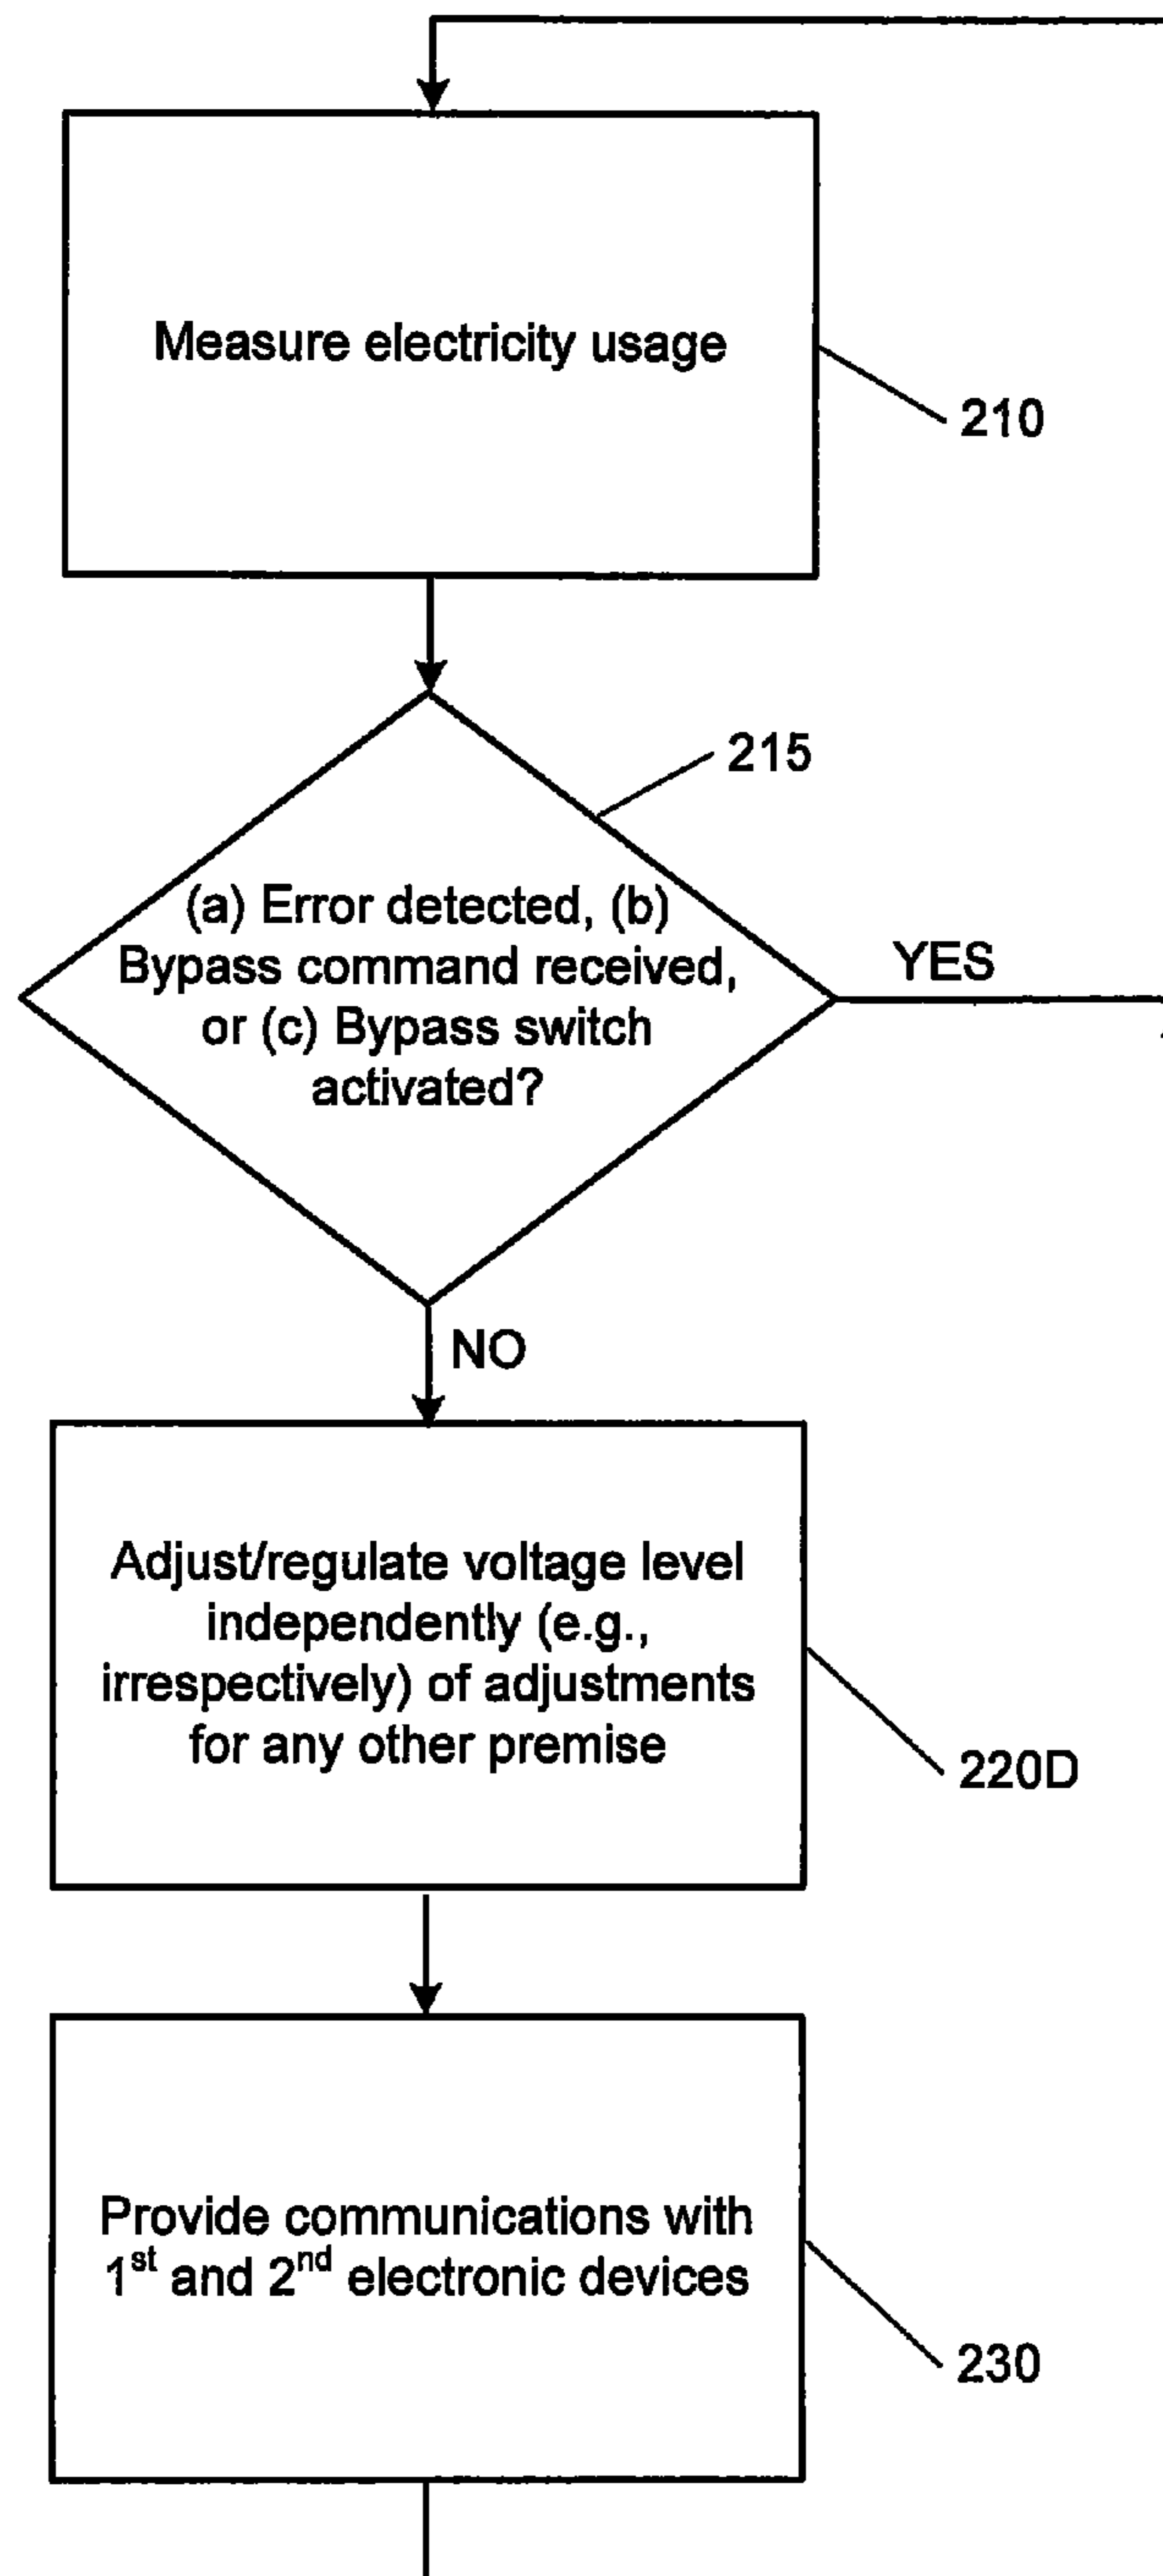 Measure electricity usage
210
215
(a) Error detected, (b)
Bypass command received,
or (c) Bypass switch
activated?
YES
NO
Adjust/regulate voltage level
independently (e.g.,
irrespectively) of adjustments
for any other premise
220D
Provide communications with
1st and 2nd electronic devices
230